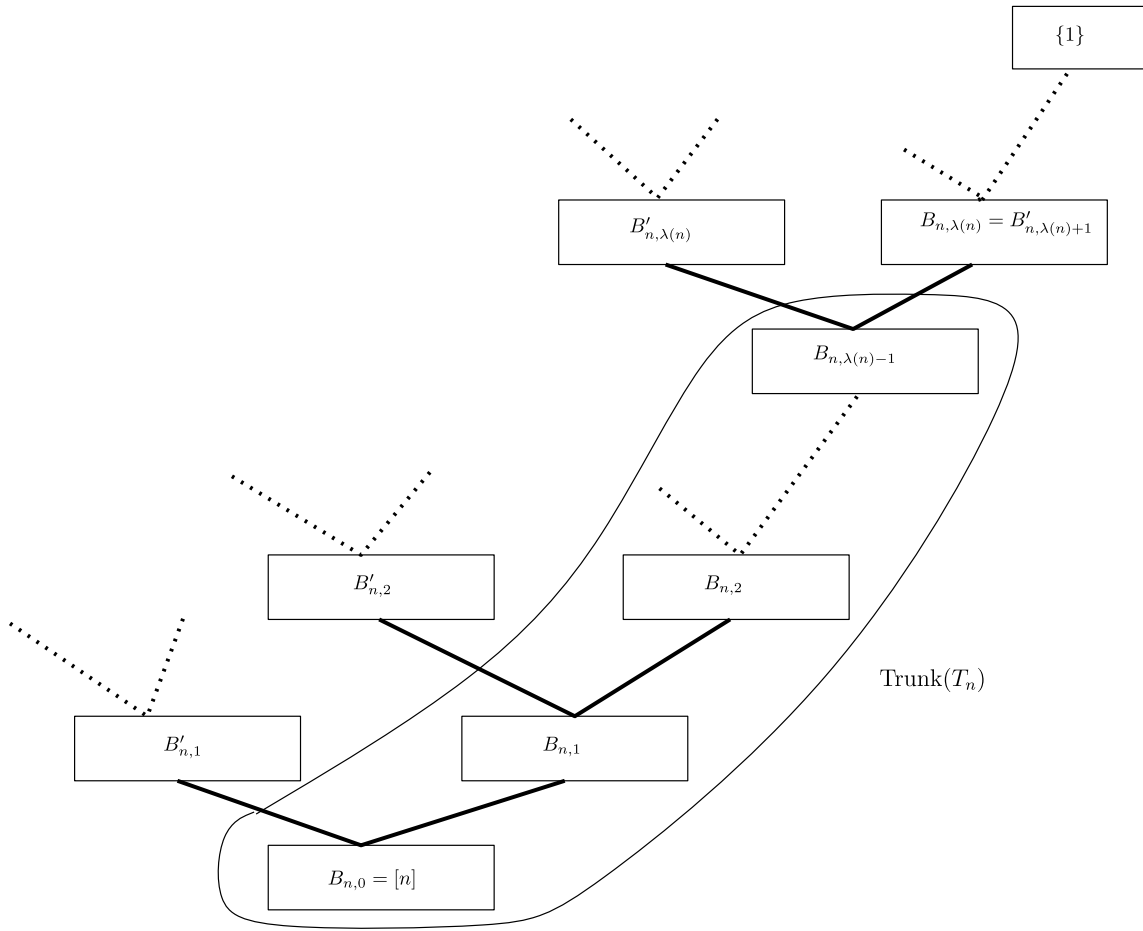 {1}
B′_{n,λ(n)}
B_{n,λ(n)} = B′_{n,λ(n)+1}
B_{n,λ(n)−1}
B′_{n,2}
B_{n,2}
Trunk(T_n)
B′_{n,1}
B_{n,1}
B_{n,0} = [n]